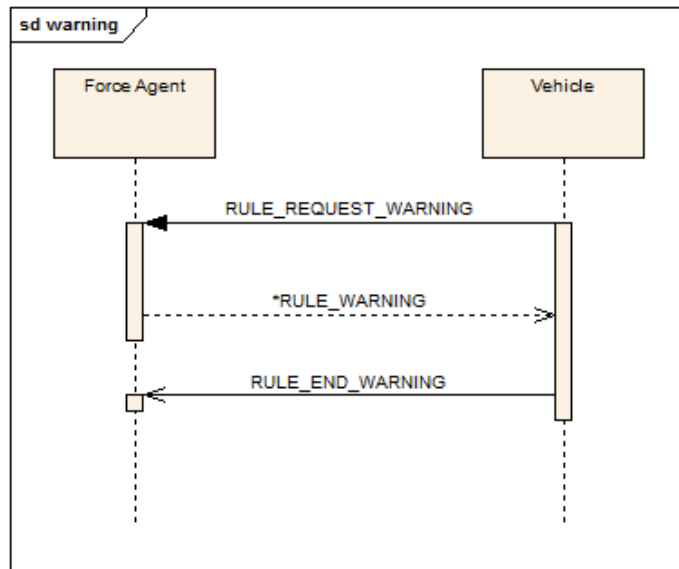 sd warning
Force Agent
Vehicle
RULE_REQUEST_WARNING
*RULE_WARNING
RULE_END_WARNING